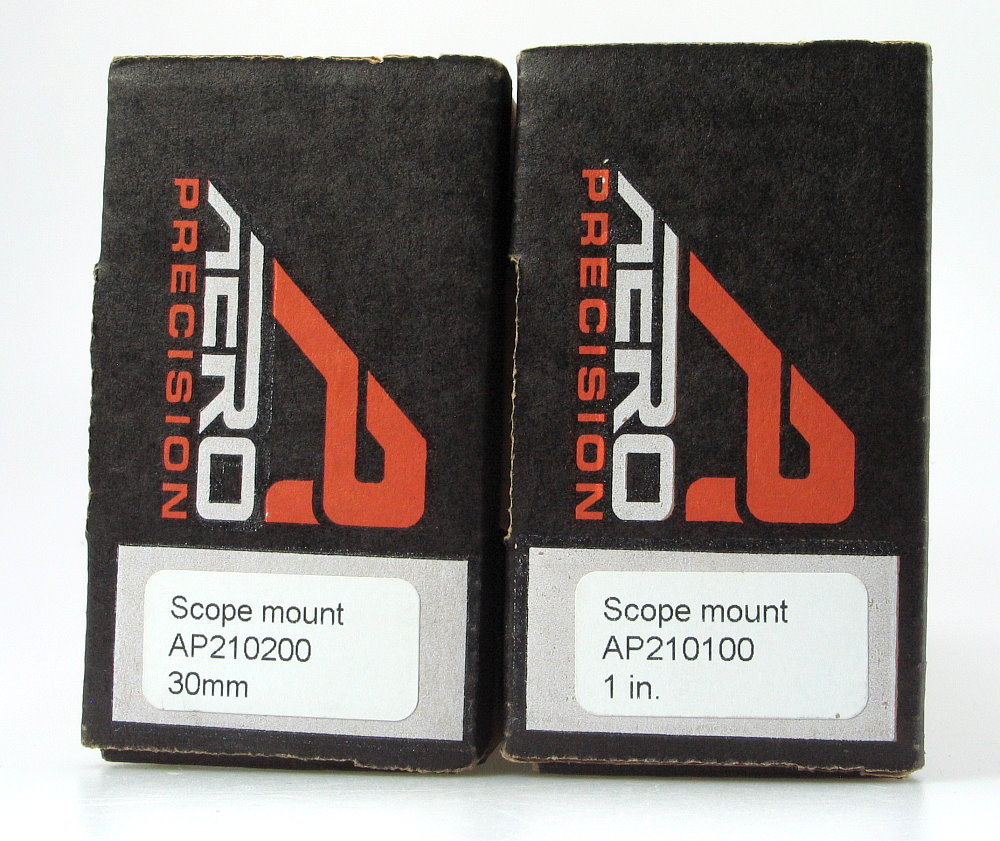 AERO
PRECISION
Scope mount
AP210200
30mm
AERO
PRECISION
Scope mount
AP210100
1 in.